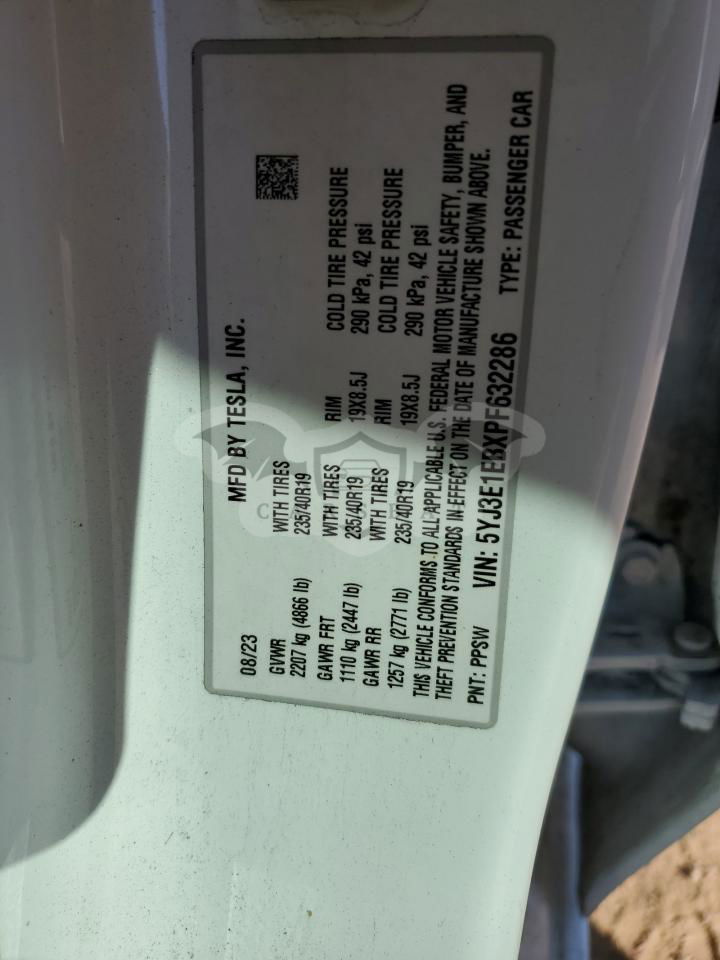 MFD BY TESLA, INC.
08/23
GVWR WITH TIRES RIM COLD TIRE PRESSURE
2207 kg (4866 lb) 235/40R19 19X8.5J 290 kPa, 42 psi
GAWR FRT WITH TIRES RIM COLD TIRE PRESSURE
1110 kg (2447 lb) 235/40R19 19X8.5J 290 kPa, 42 psi
GAWR RR WITH TIRES
1257 kg (2771 lb) 235/40R19
THIS VEHICLE CONFORMS TO ALL APPLICABLE U.S. FEDERAL MOTOR VEHICLE SAFETY, BUMPER, AND
THEFT PREVENTION STANDARDS IN EFFECT ON THE DATE OF MANUFACTURE SHOWN ABOVE.
PNT: PPSW VIN: 5YJ3E1EBXPF632286 TYPE: PASSENGER CAR